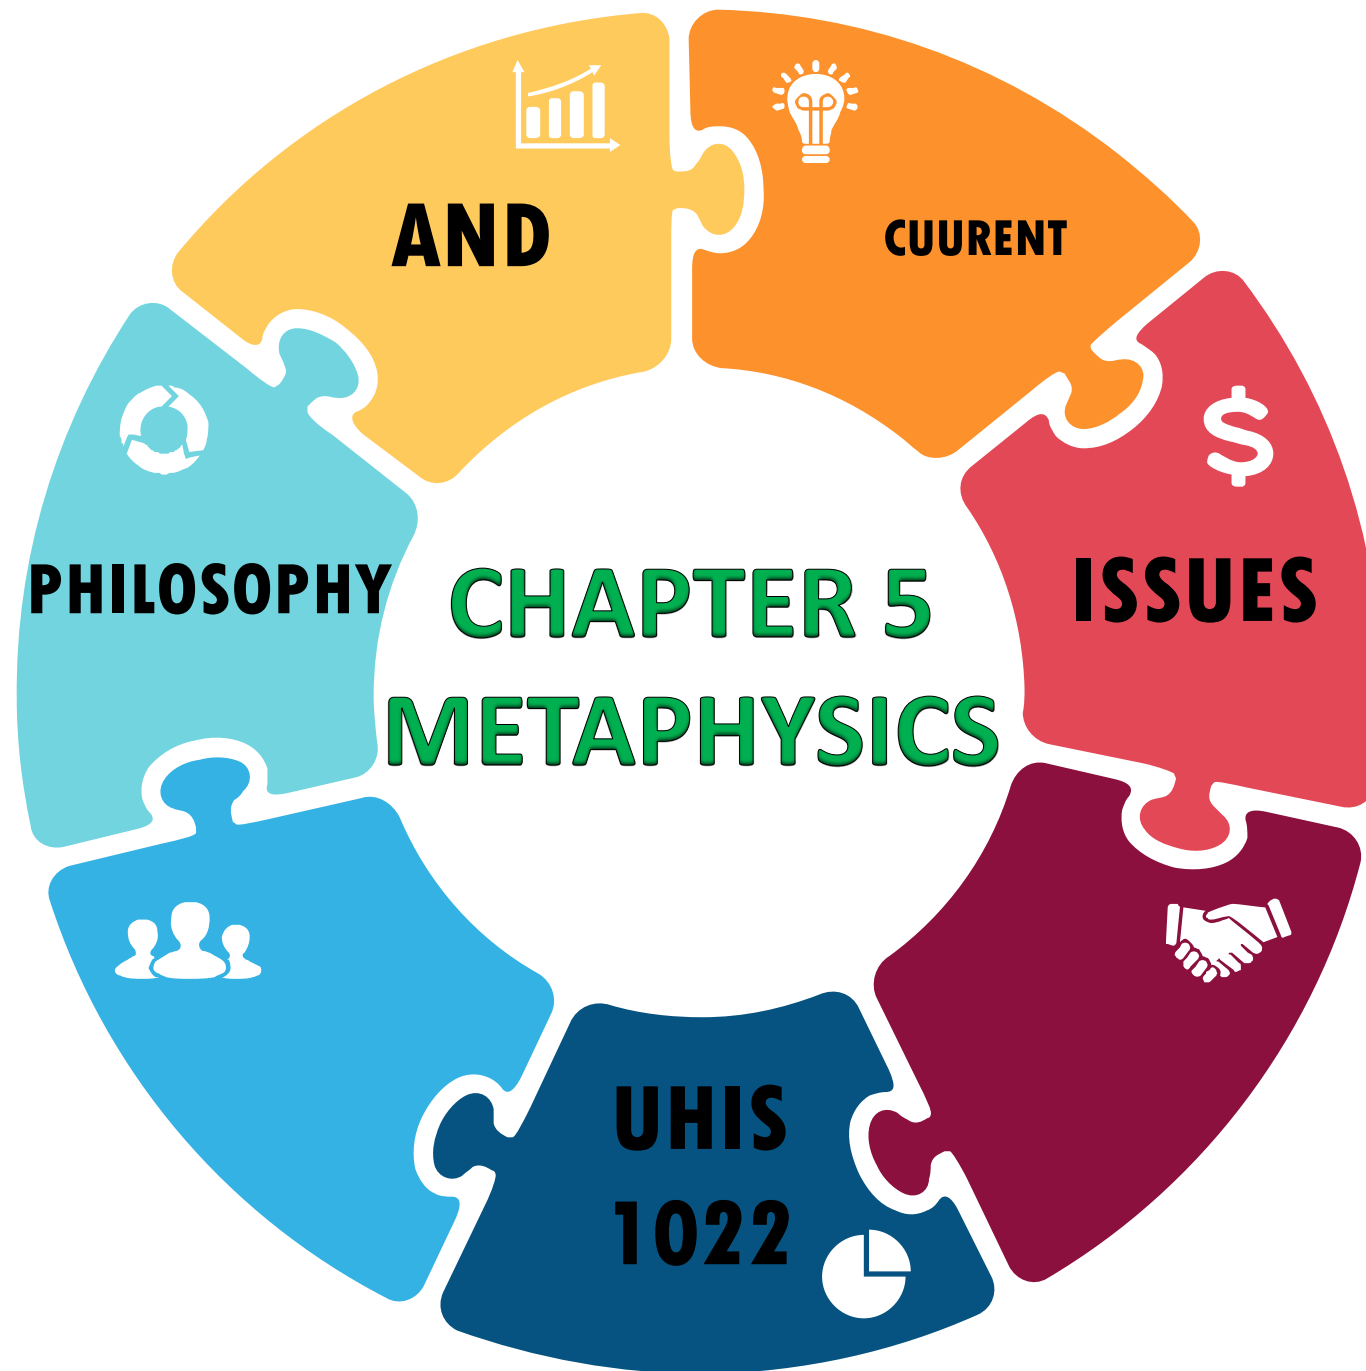 PHILOSOPHY
AND
CUURENT
ISSUES
CHAPTER 5
METAPHYSICS
UHIS
1022